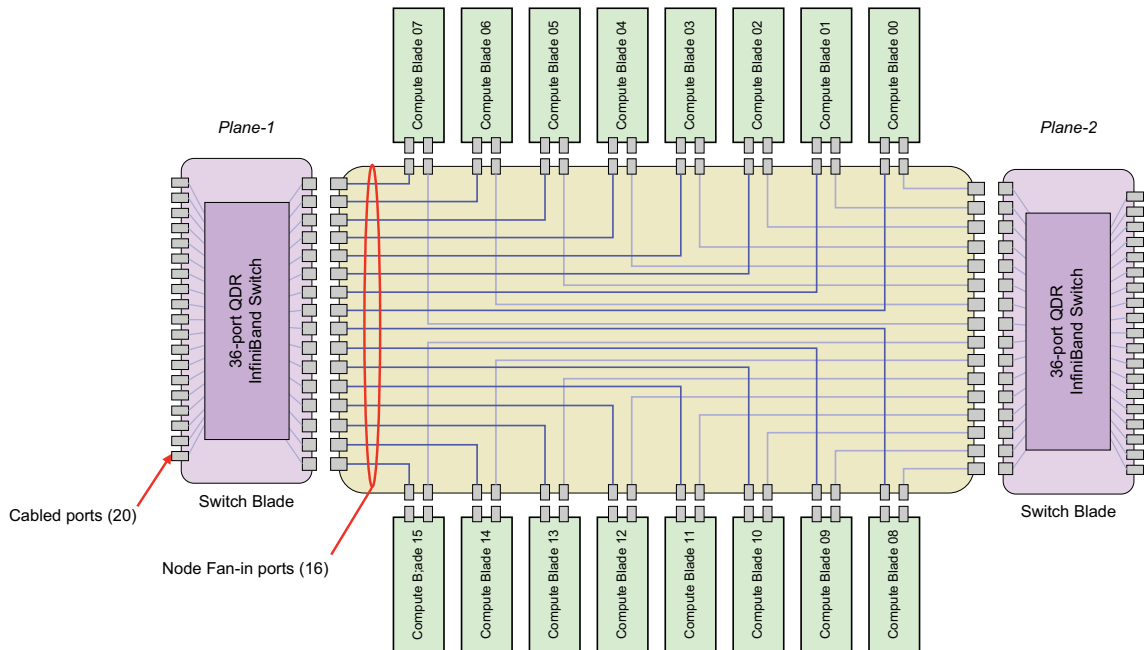 Compute Blade 07
Compute Blade 06
Compute Blade 05
Compute Blade 04
Compute Blade 03
Compute Blade 02
Compute Blade 01
Compute Blade 00
Plane-1
Plane-2
36-port QDR
InfiniBand Switch
36-port QDR
InfiniBand Switch
Switch Blade
Switch Blade
Cabled ports (20)
Node Fan-in ports (16)
Compute B;ade 15
Compute Blade 14
Compute Blade 13
Compute Blade 12
Compute Blade 11
Compute Blade 10
Compute Blade 09
Compute Blade 08